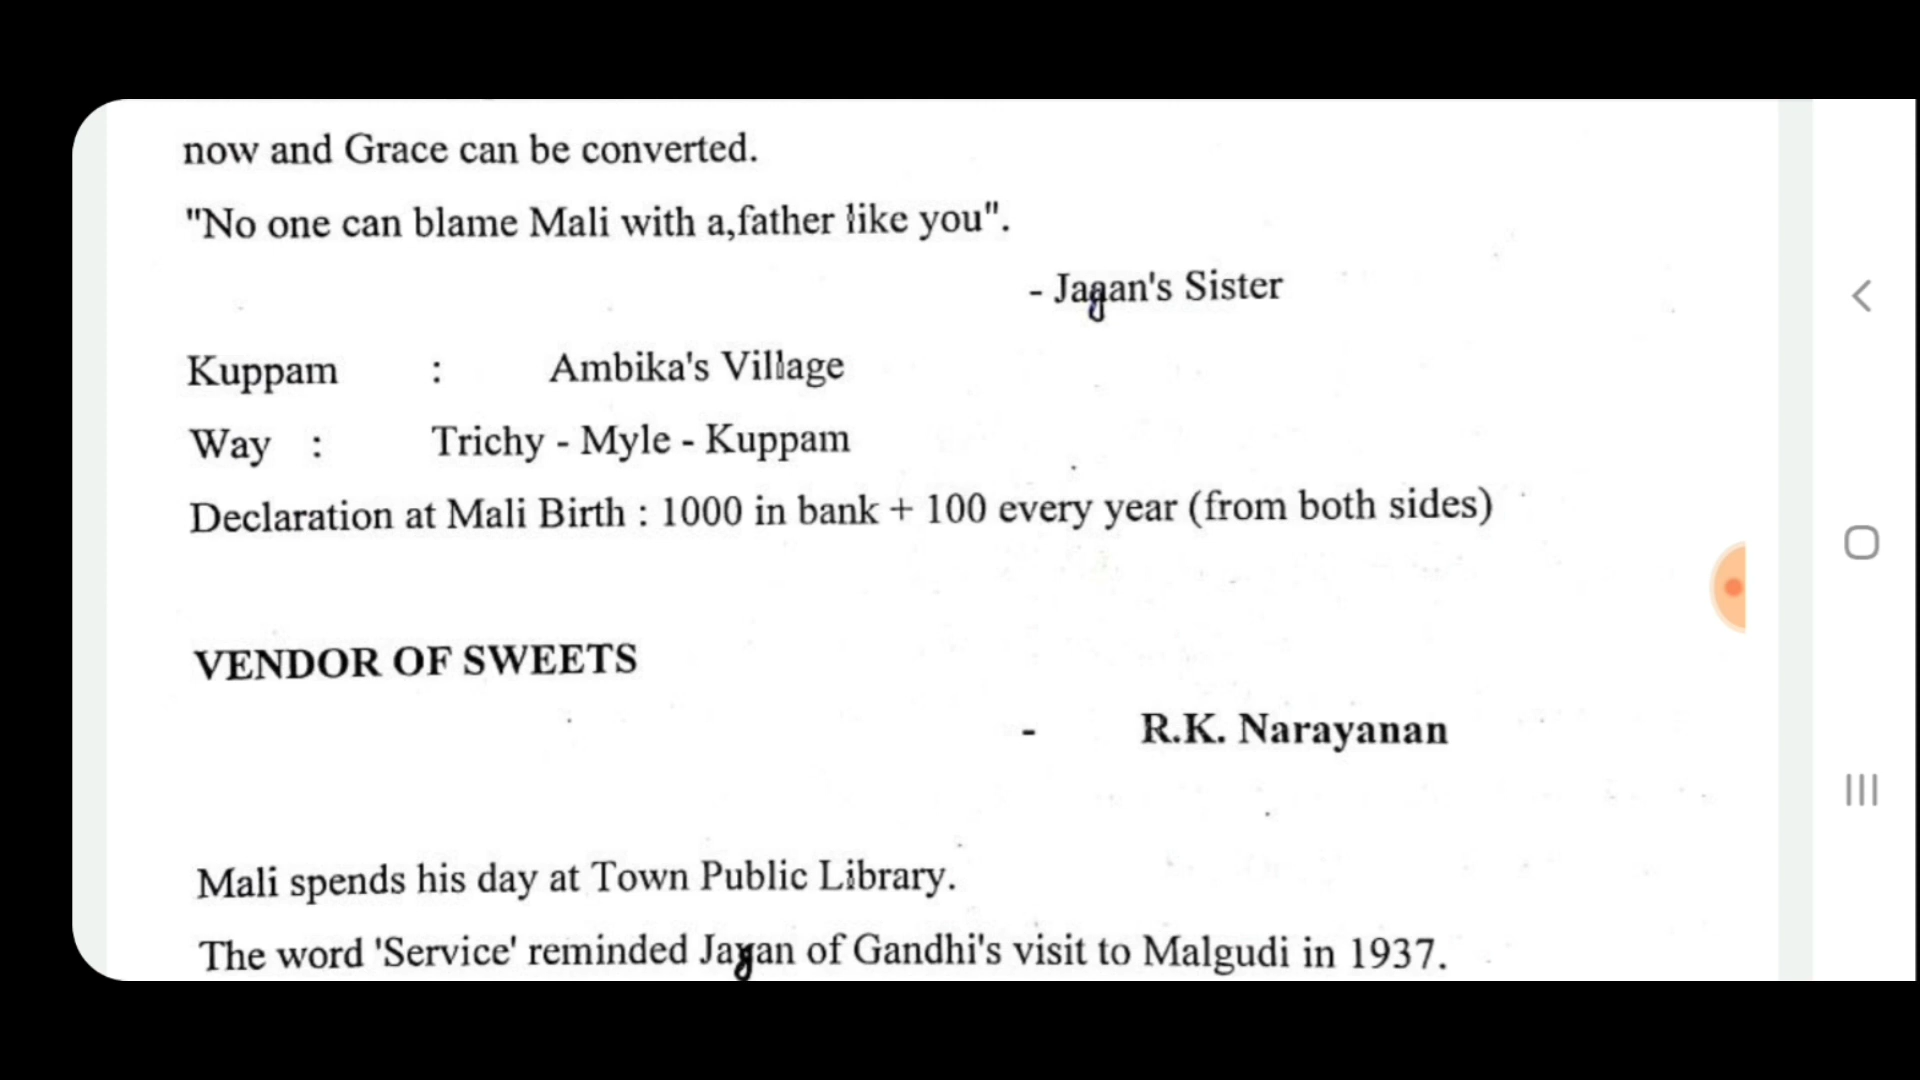 now and Grace can be converted.
"No one can blame Mali with a,father like you".
- Jagan's Sister
Kuppam : Ambika's Village
Way : Trichy - Myle - Kuppam
Declaration at Mali Birth : 1000 in bank + 100 every year (from both sides)
VENDOR OF SWEETS
- R.K. Narayanan
Mali spends his day at Town Public Library.
The word 'Service' reminded Jagan of Gandhi's visit to Malgudi in 1937.